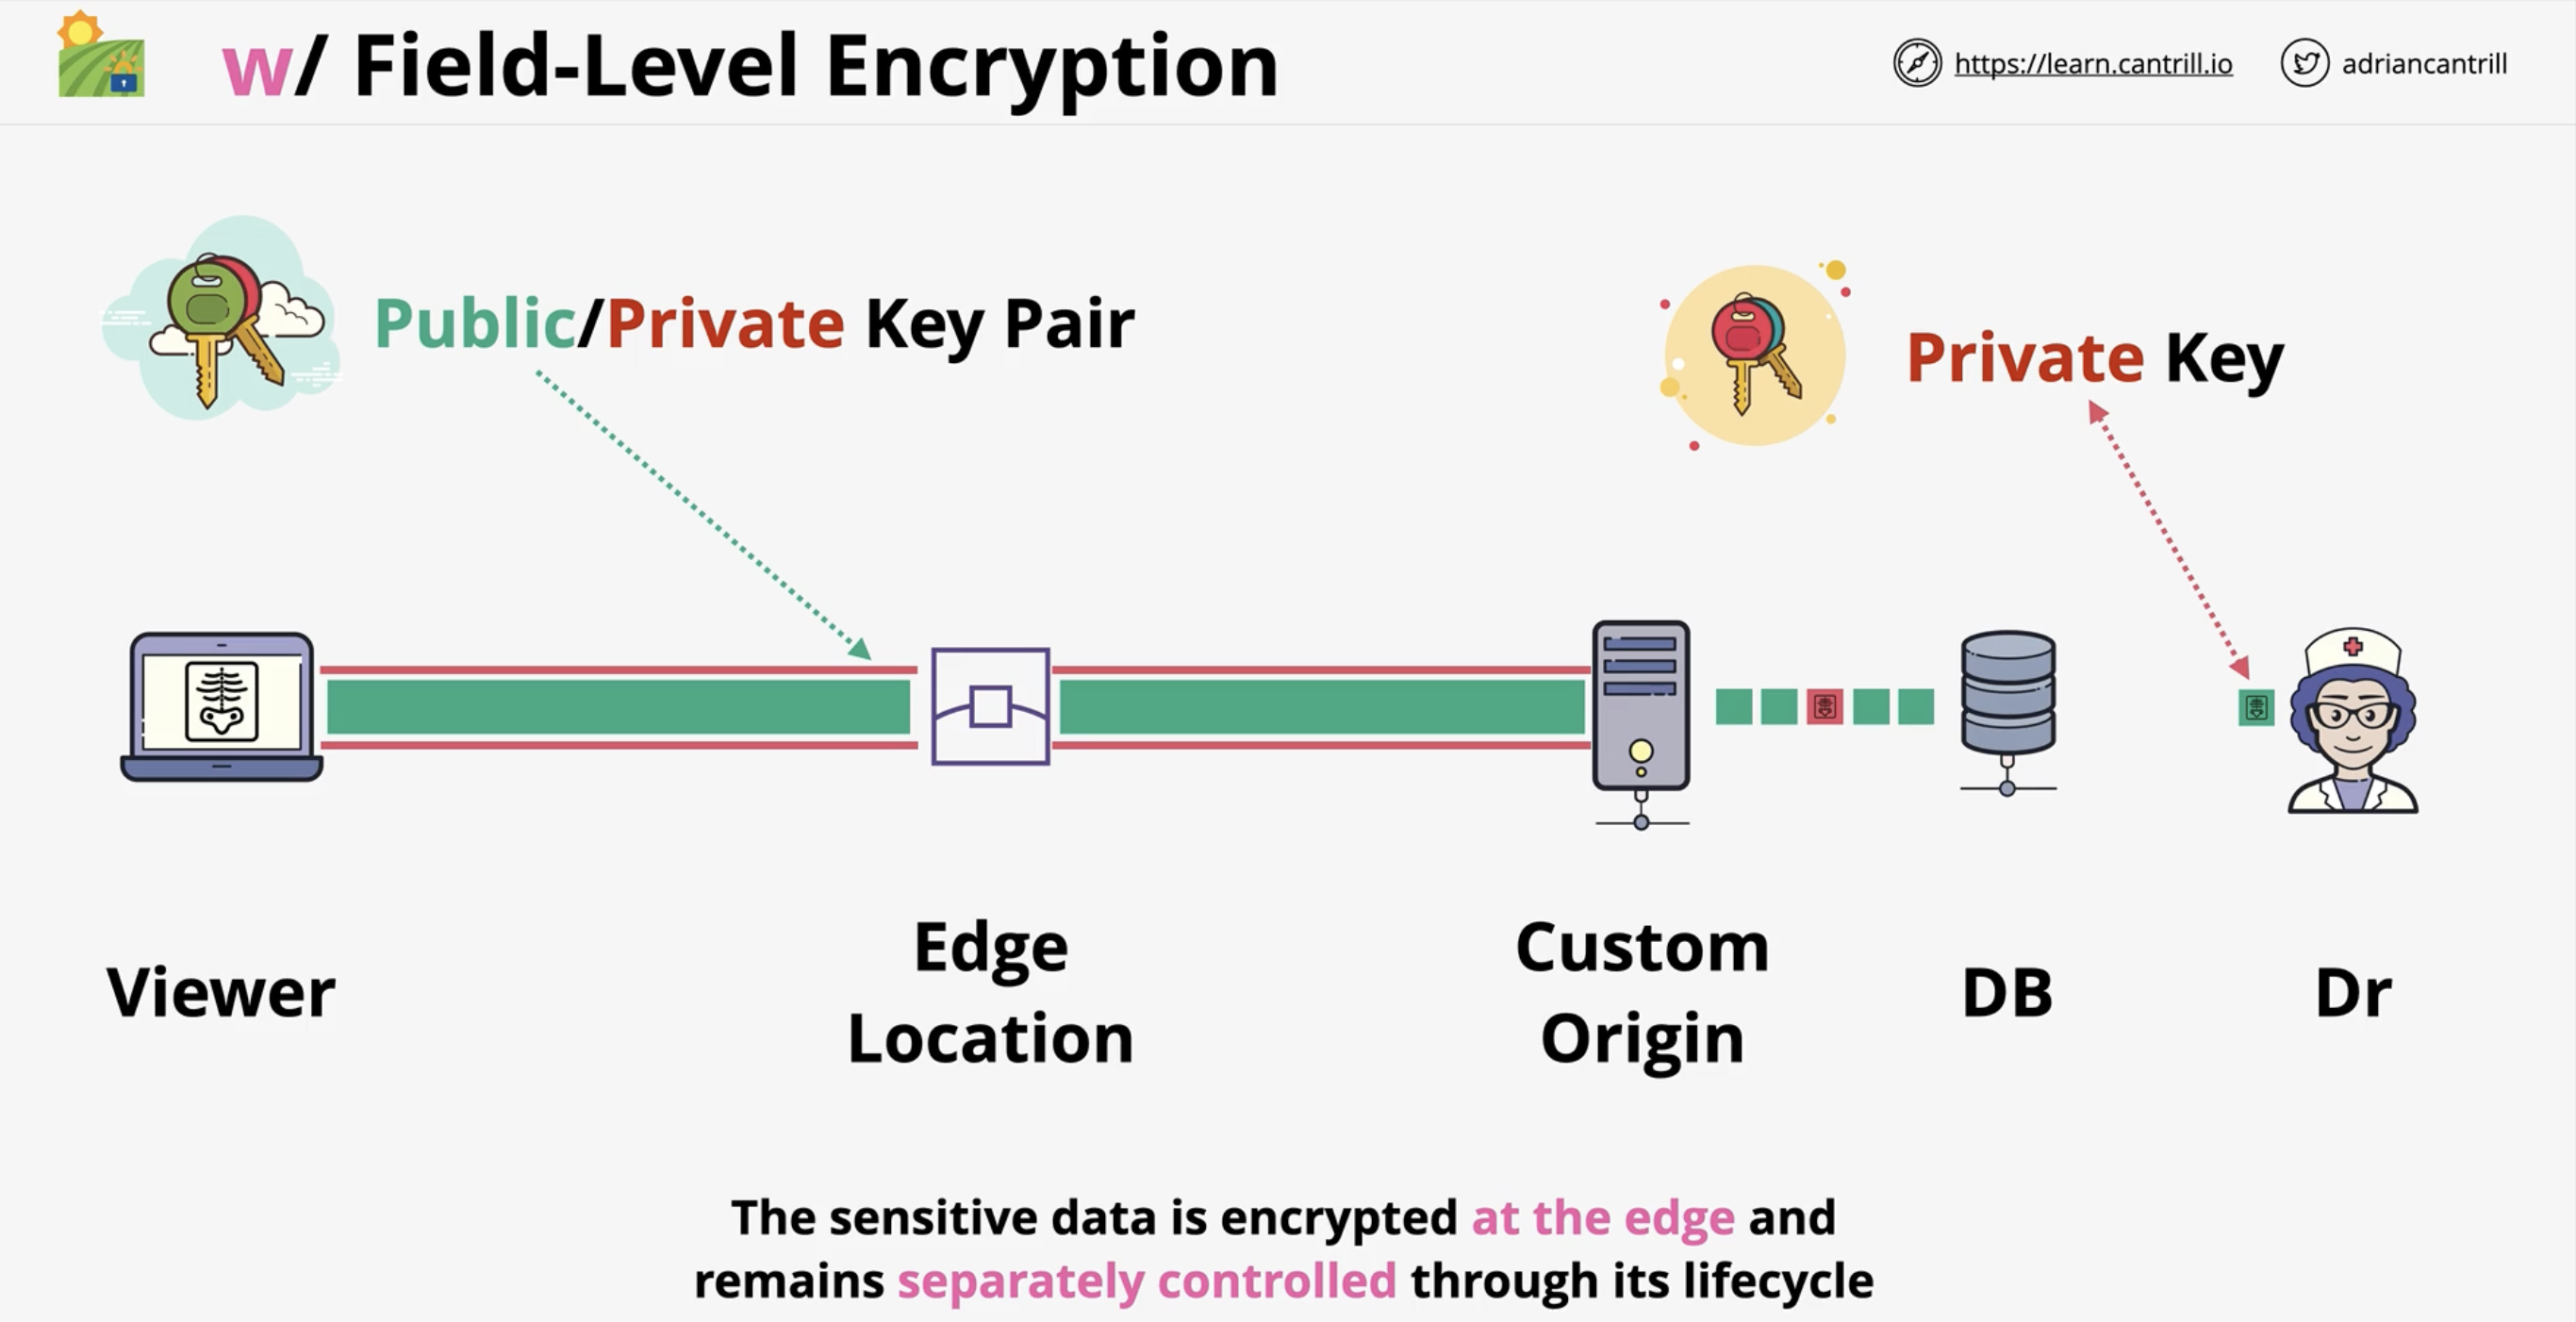 w/ Field-Level Encryption
https://learn.cantrill.io
adriancantrill
Public/Private Key Pair
Private Key
Viewer
Edge
Location
Custom
Origin
DB
Dr
The sensitive data is encrypted at the edge and
remains separately controlled through its lifecycle